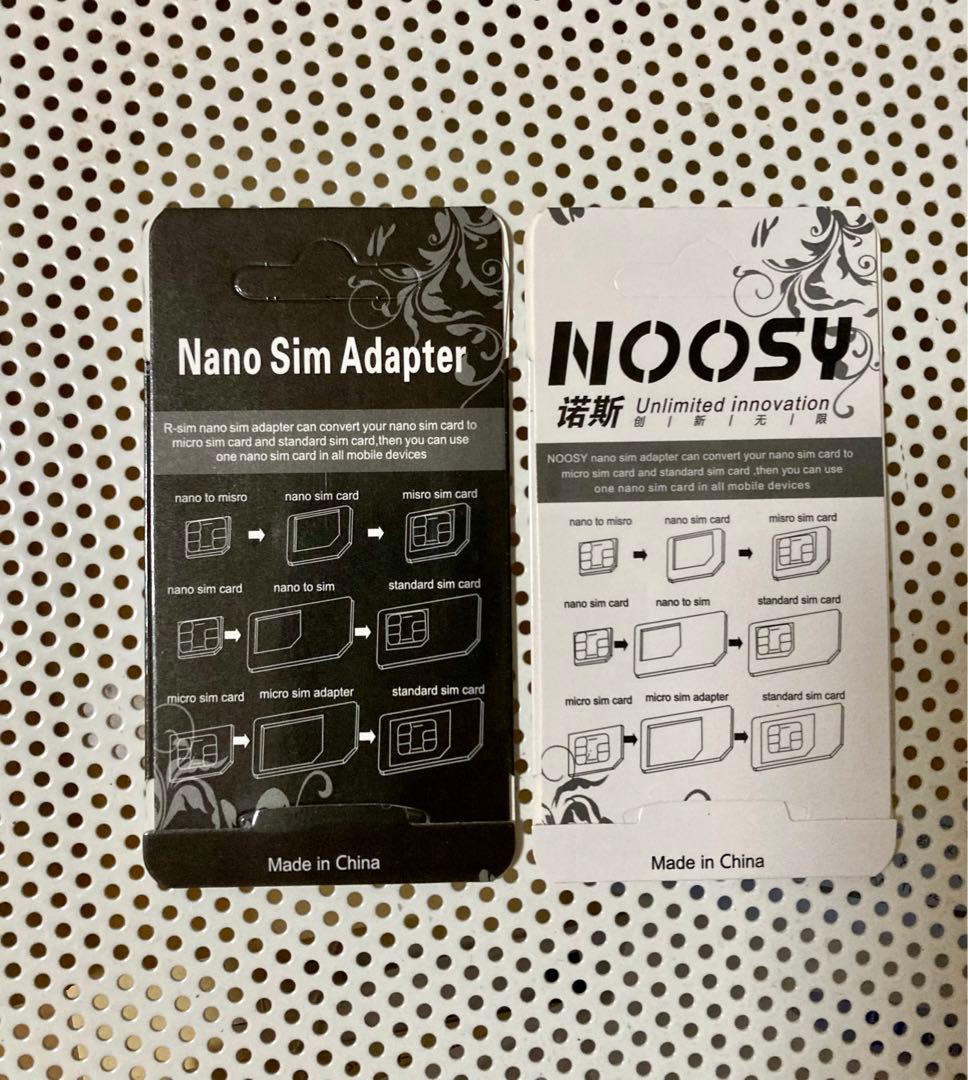 Nano Sim Adapter
R-sim nano sim adapter can convert your nano sim card to
micro sim card and standard sim card,then you can use
one nano sim card in all mobile devices
nano to misro nano sim card misro sim card
nano sim card nano to sim standard sim card
micro sim card micro sim adapter standard sim card
Made in China
NOOSY
诺斯 Unlimited innovation
创 | 新 | 无 | 限
NOOSY nano sim adapter can convert your nano sim card to
micro sim card and standard sim card ,then you can use
one nano sim card in all mobile devices
nano to misro nano sim card misro sim card
nano sim card nano to sim standard sim card
micro sim card micro sim adapter standard sim card
Made in China